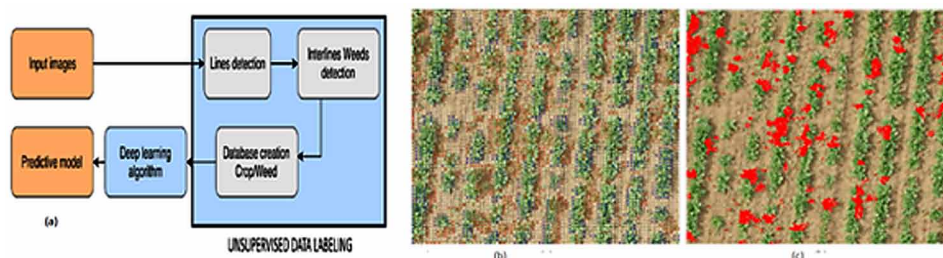 Input images
Lines detection
Interlines Weeds
detection
Predictive model
Deep learning
algorithm
Database creation
Crop/Weed
(a)
UNSUPERVISED DATA LABELING
(b)
(c)